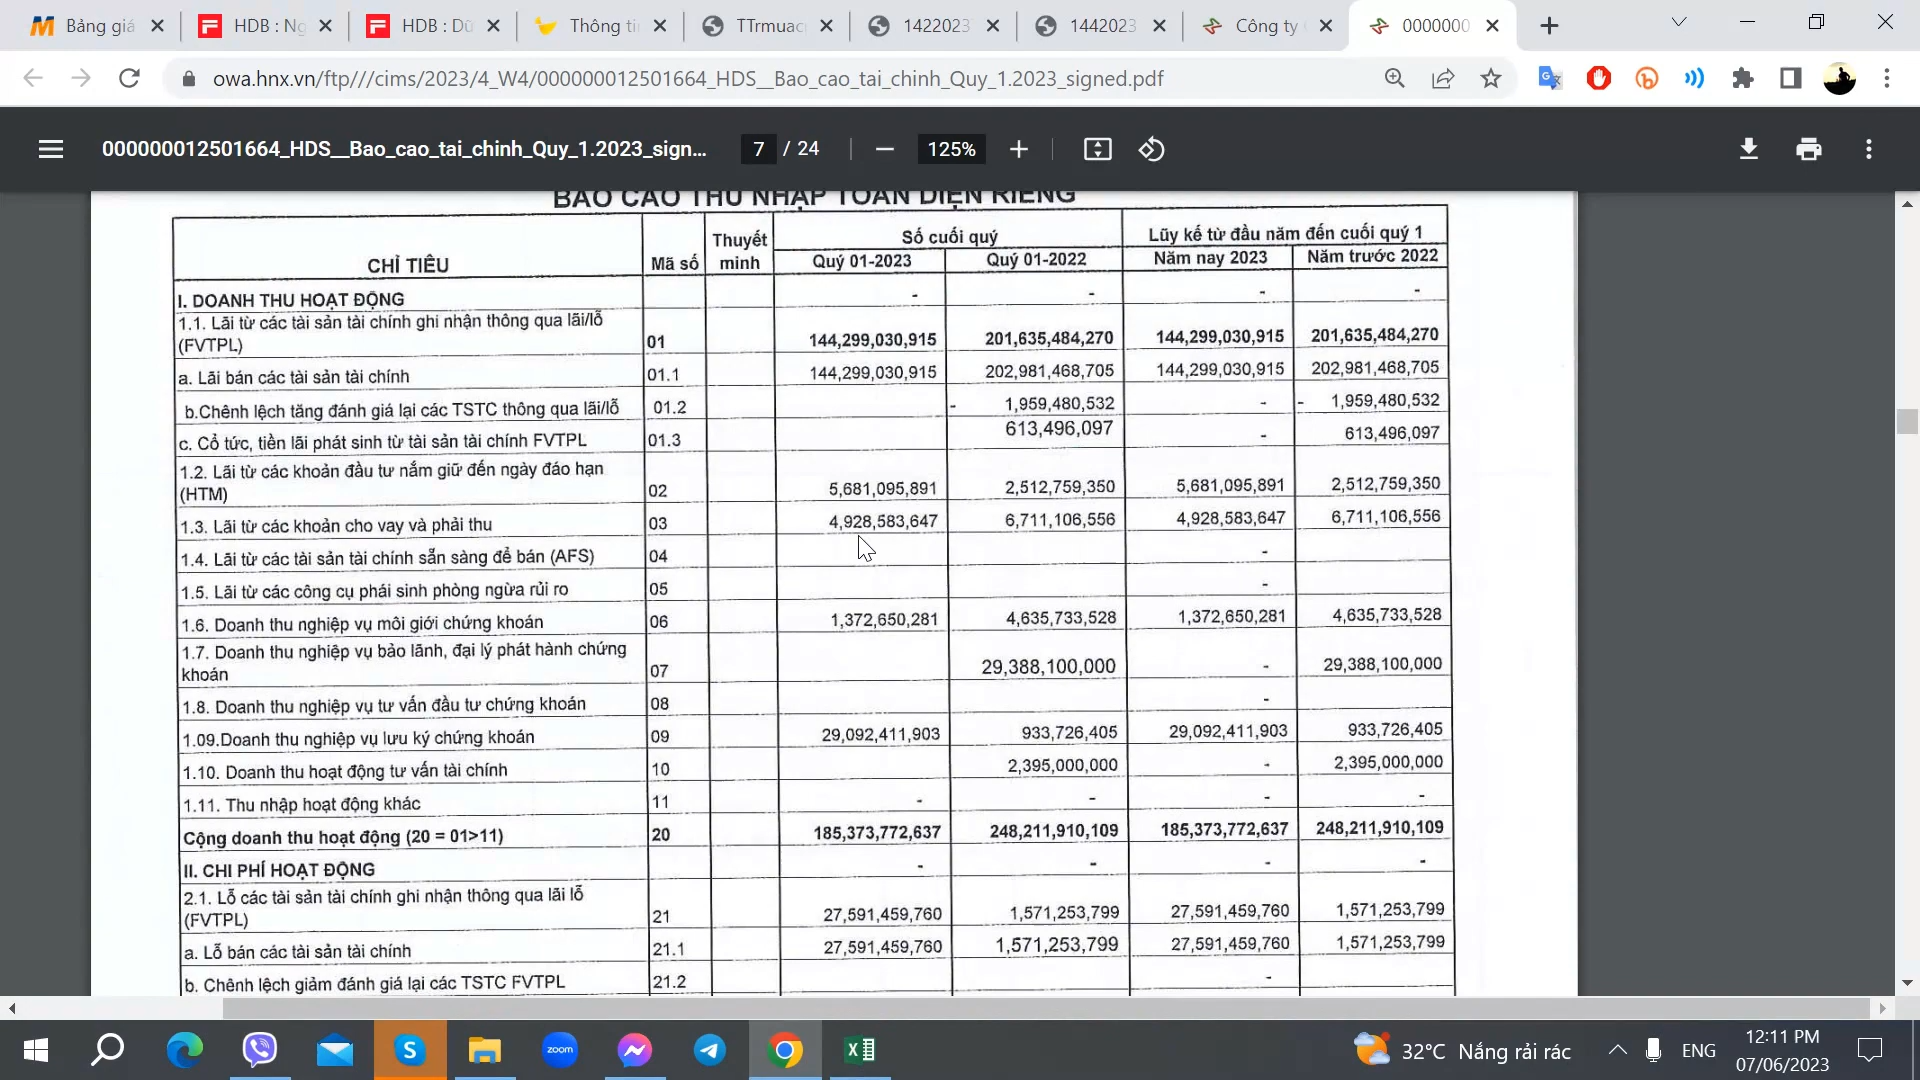 Bảng giá
HDB : Ng
HDB : Dữ
Thông ti
TTrmuac
1422023
1442023
Công ty
0000000
owa.hnx.vn/ftp///cims/2023/4_W4/000000012501664_HDS__Bao_cao_tai_chinh_Quy_1.2023_signed.pdf
000000012501664_HDS__Bao_cao_tai_chinh_Quy_1.2023_sign...
7 / 24
125%
BÁO CÁO THU NHẬP TOÀN DIỆN RIÊNG
CHỈ TIÊU Mã số Thuyết minh Số cuối quý Lũy kế từ đầu năm đến cuối quý 1
Quý 01-2023 Quý 01-2022 Năm nay 2023 Năm trước 2022
I. DOANH THU HOẠT ĐỘNG - - - -
1.1. Lãi từ các tài sản tài chính ghi nhận thông qua lãi/lỗ
(FVTPL) 01 144,299,030,915 201,635,484,270 144,299,030,915 201,635,484,270
a. Lãi bán các tài sản tài chính 01.1 144,299,030,915 202,981,468,705 144,299,030,915 202,981,468,705
b.Chênh lệch tăng đánh giá lại các TSTC thông qua lãi/lỗ 01.2 - 1,959,480,532 - - 1,959,480,532
c. Cổ tức, tiền lãi phát sinh từ tài sản tài chính FVTPL 01.3 613,496,097 - 613,496,097
1.2. Lãi từ các khoản đầu tư nắm giữ đến ngày đáo hạn
(HTM) 02 5,681,095,891 2,512,759,350 5,681,095,891 2,512,759,350
1.3. Lãi từ các khoản cho vay và phải thu 03 4,928,583,647 6,711,106,556 4,928,583,647 6,711,106,556
1.4. Lãi từ các tài sản tài chính sẵn sàng để bán (AFS) 04 -
1.5. Lãi từ các công cụ phái sinh phòng ngừa rủi ro 05 -
1.6. Doanh thu nghiệp vụ môi giới chứng khoán 06 1,372,650,281 4,635,733,528 1,372,650,281 4,635,733,528
1.7. Doanh thu nghiệp vụ bảo lãnh, đại lý phát hành chứng
khoán 07 29,388,100,000 - 29,388,100,000
1.8. Doanh thu nghiệp vụ tư vấn đầu tư chứng khoán 08 -
1.09.Doanh thu nghiệp vụ lưu ký chứng khoán 09 29,092,411,903 933,726,405 29,092,411,903 933,726,405
1.10. Doanh thu hoạt động tư vấn tài chính 10 2,395,000,000 - 2,395,000,000
1.11. Thu nhập hoạt động khác 11 - - - -
Cộng doanh thu hoạt động (20 = 01>11) 20 185,373,772,637 248,211,910,109 185,373,772,637 248,211,910,109
II. CHI PHÍ HOẠT ĐỘNG - - - -
2.1. Lỗ các tài sản tài chính ghi nhận thông qua lãi lỗ
(FVTPL) 21 27,591,459,760 1,571,253,799 27,591,459,760 1,571,253,799
a. Lỗ bán các tài sản tài chính 21.1 27,591,459,760 1,571,253,799 27,591,459,760 1,571,253,799
b. Chênh lệch giảm đánh giá lại các TSTC FVTPL 21.2 -
zoom
32°C Nắng rải rác
ENG
12:11 PM
07/06/2023